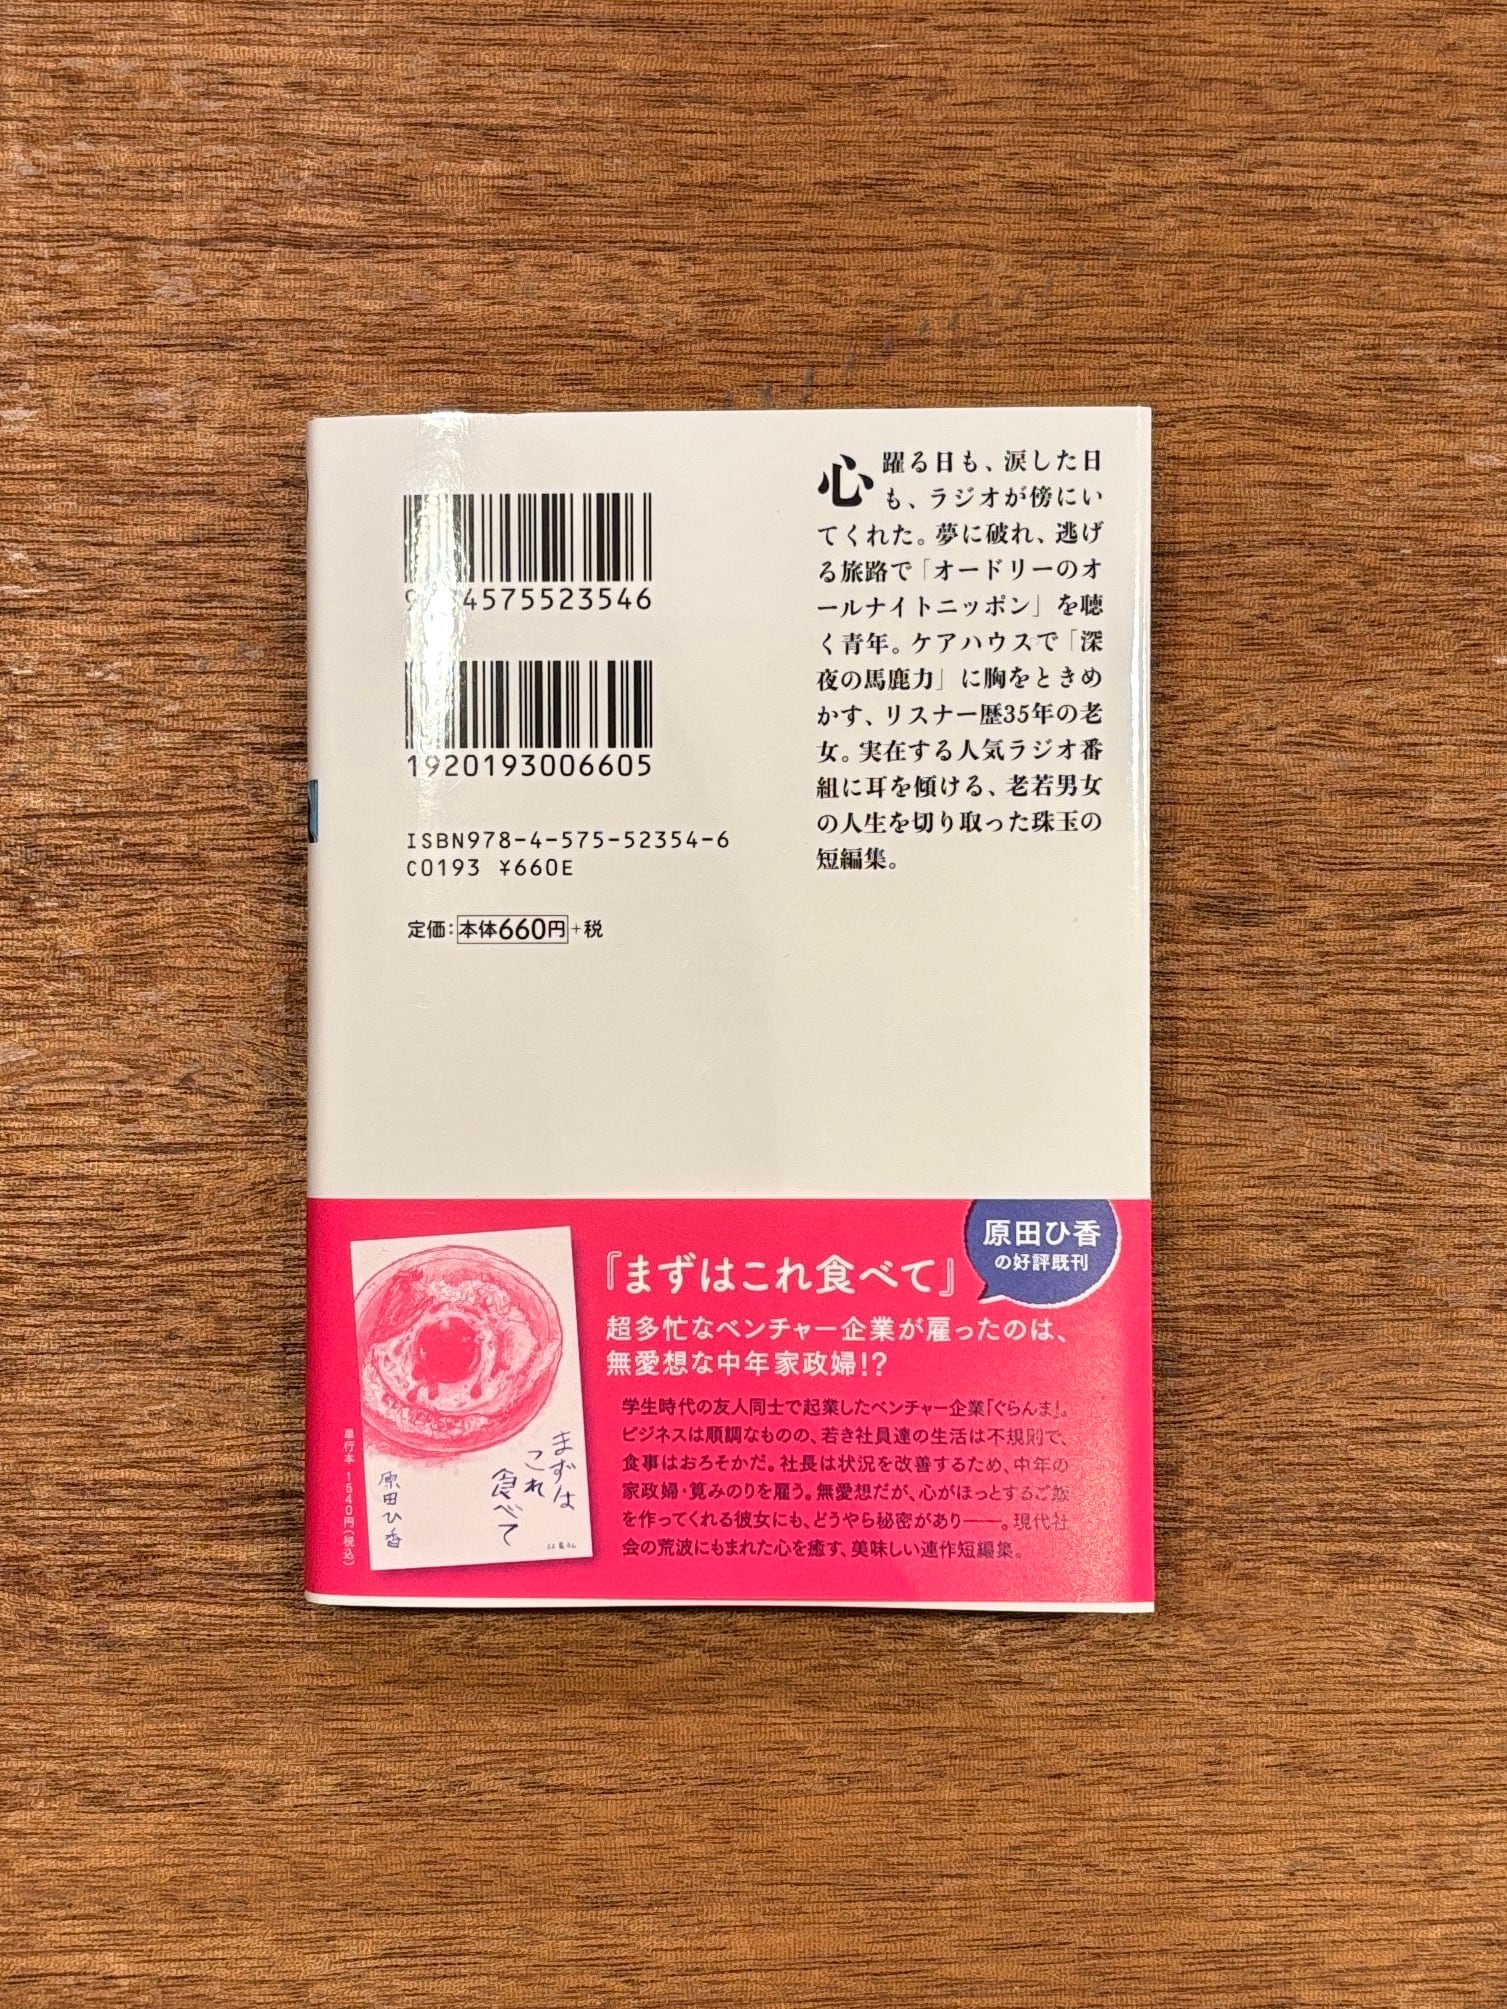 心躍る日も、涙した日
も、ラジオが傍にい
てくれた。夢に破れ、逃げ
る旅路で「オードリーのオ
ールナイトニッポン」を聴
く青年。ケアハウスで「深
夜の馬鹿力」に胸をときめ
かす、リスナー歴35年の老
女。実在する人気ラジオ番
組に耳を傾ける、老若男女
の人生を切り取った珠玉の
短編集。
4575523546
1920193006605
ISBN978-4-575-52354-6
C0193 ¥660E
定価:本体660円+税
原田ひ香
の好評既刊
『まずはこれ食べて』
超多忙なベンチャー企業が雇ったのは、
無愛想な中年家政婦!?
学生時代の友人同士で起業したベンチャー企業「ぐらんま」。
ビジネスは順調なものの、若き社員達の生活は不規則で、
食事はおろそかだ。社長は状況を改善するため、中年の
家政婦・筧みのりを雇う。無愛想だが、心がほっとするご飯
を作ってくれる彼女にも、どうやら秘密があり――。現代社
会の荒波にもまれた心を癒す、美味しい連作短編集。
まずは
これ
食べて
原田ひ香
単行本 1540円(税込)